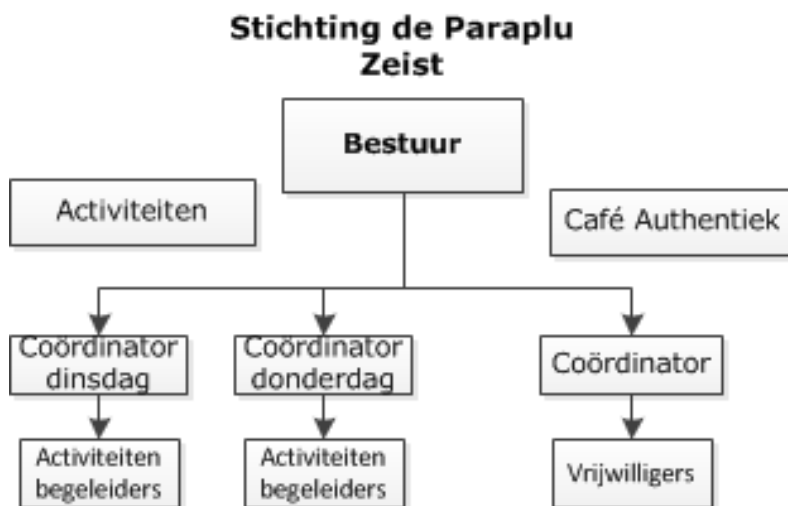 Stichting de Paraplu
Zeist
Bestuur
Activiteiten
Café Authentiek
Coördinator
dinsdag
Coördinator
donderdag
Coördinator
Activiteiten
begeleiders
Activiteiten
begeleiders
Vrijwilligers